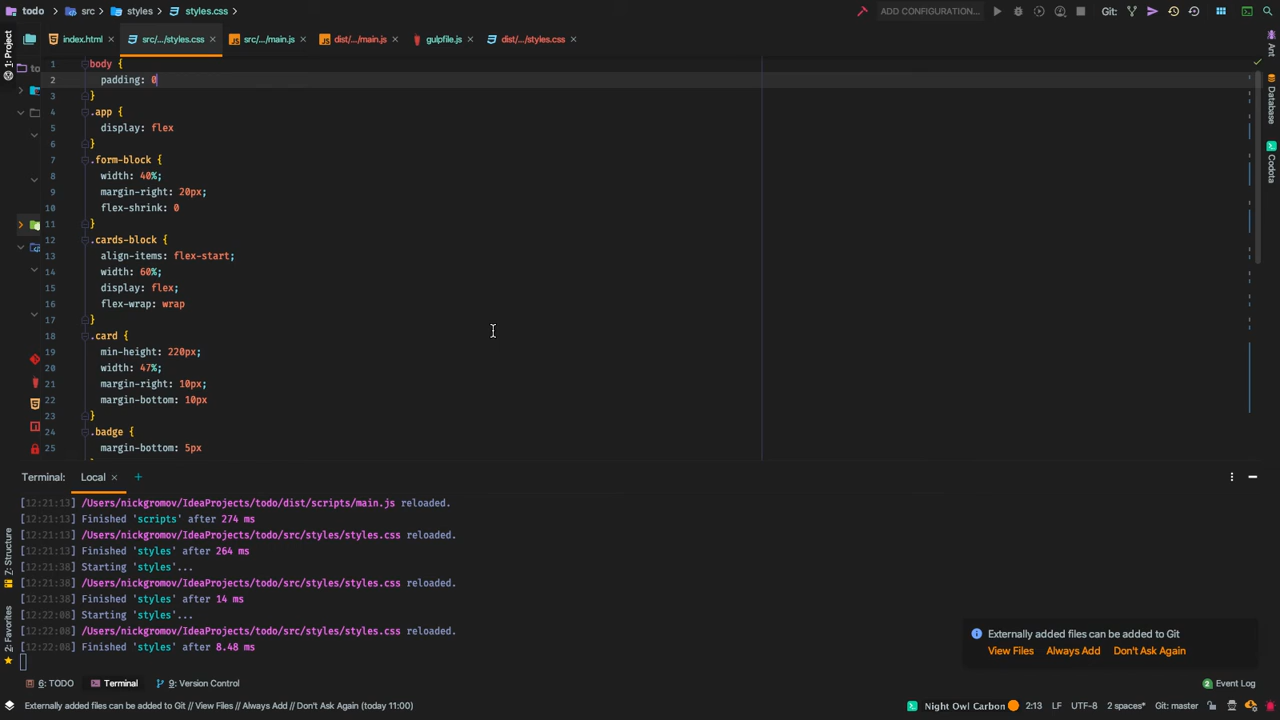 todo src styles styles.css
ADD CONFIGURATION...
Git:
index.html
src/.../styles.css
src/.../main.js
dist/.../main.js
gulpfile.js
dist/.../styles.css
1: Project
Ant
Database
Codota
1 body {
2 padding: 0
3 }
4 .app {
5 display: flex
6 }
7 .form-block {
8 width: 40%;
9 margin-right: 20px;
10 flex-shrink: 0
11 }
12 .cards-block {
13 align-items: flex-start;
14 width: 60%;
15 display: flex;
16 flex-wrap: wrap
17 }
18 .card {
19 min-height: 220px;
20 width: 47%;
21 margin-right: 10px;
22 margin-bottom: 10px
23 }
24 .badge {
25 margin-bottom: 5px
Terminal: Local +
[12:21:13] /Users/nickgromov/IdeaProjects/todo/dist/scripts/main.js reloaded.
[12:21:13] Finished 'scripts' after 274 ms
[12:21:13] /Users/nickgromov/IdeaProjects/todo/src/styles/styles.css reloaded.
[12:21:13] Finished 'styles' after 264 ms
[12:21:38] Starting 'styles'...
[12:21:38] /Users/nickgromov/IdeaProjects/todo/src/styles/styles.css reloaded.
[12:21:38] Finished 'styles' after 14 ms
[12:22:08] Starting 'styles'...
[12:22:08] /Users/nickgromov/IdeaProjects/todo/src/styles/styles.css reloaded.
[12:22:08] Finished 'styles' after 8.48 ms
Z: Structure
2: Favorites
Externally added files can be added to Git
View Files Always Add Don't Ask Again
6: TODO Terminal 9: Version Control
2 Event Log
Externally added files can be added to Git // View Files // Always Add // Don't Ask Again (today 11:00)
Night Owl Carbon 2:13 LF UTF-8 2 spaces* Git: master